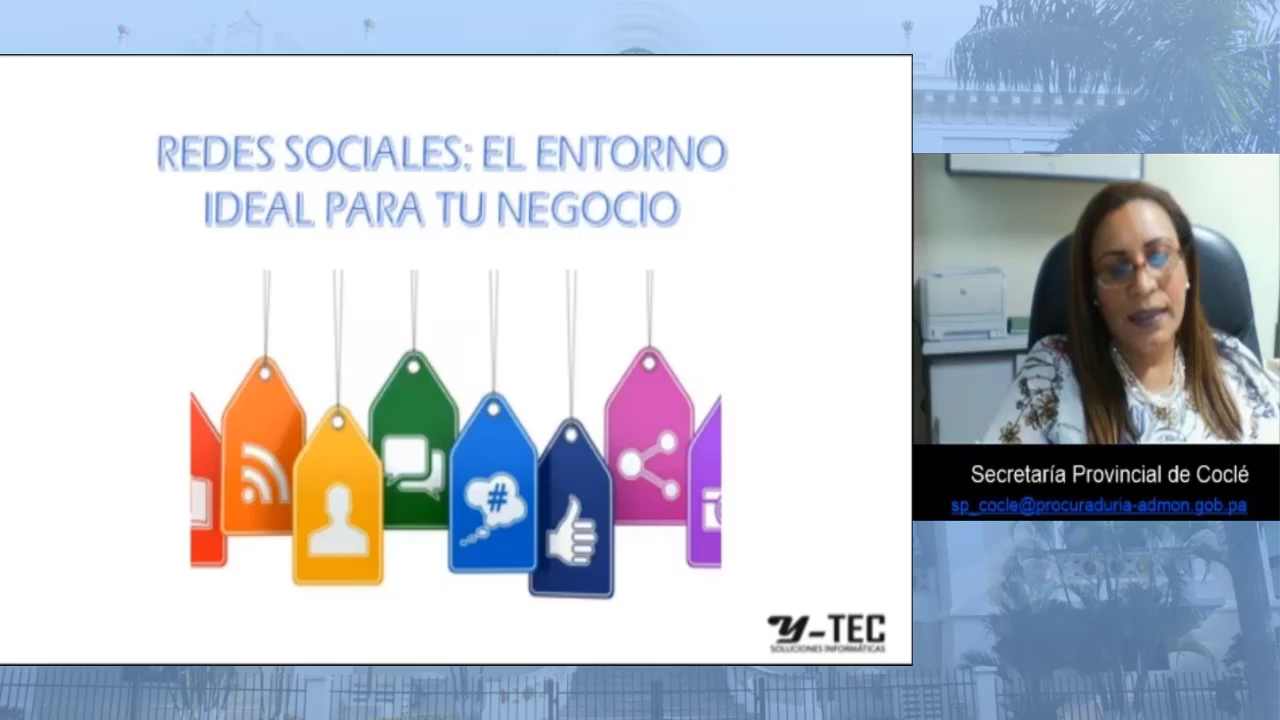 REDES SOCIALES: EL ENTORNO
IDEAL PARA TU NEGOCIO
#
y-TEC
SOLUCIONES INFORMÁTICAS
Secretaría Provincial de Coclé
sp_cocle@procuraduria-admon.gob.pa